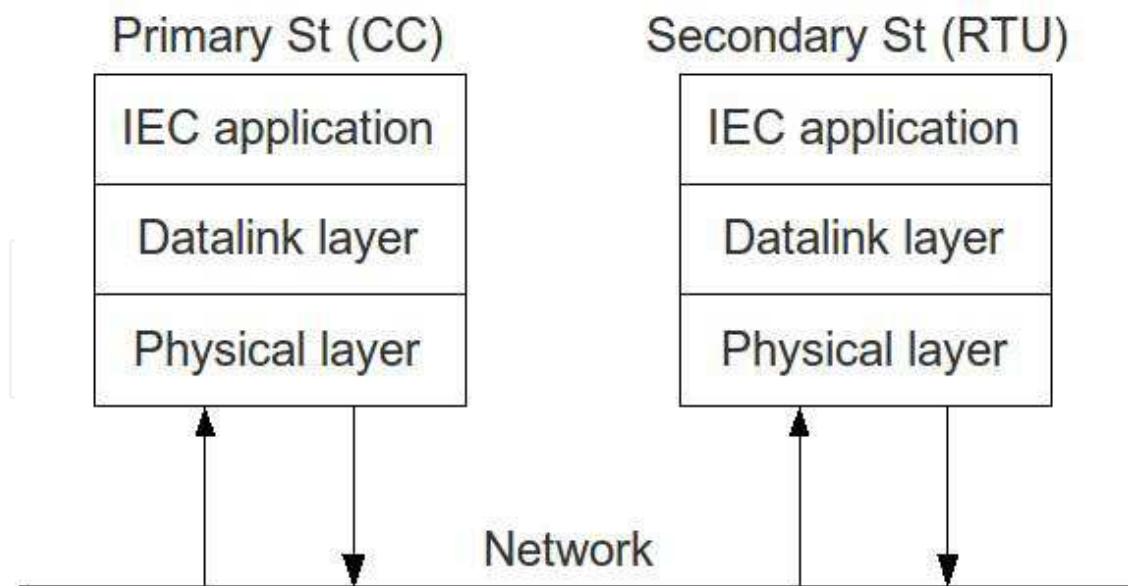 Primary St (CC)
Secondary St (RTU)
IEC application
IEC application
Datalink layer
Datalink layer
Physical layer
Physical layer
Network